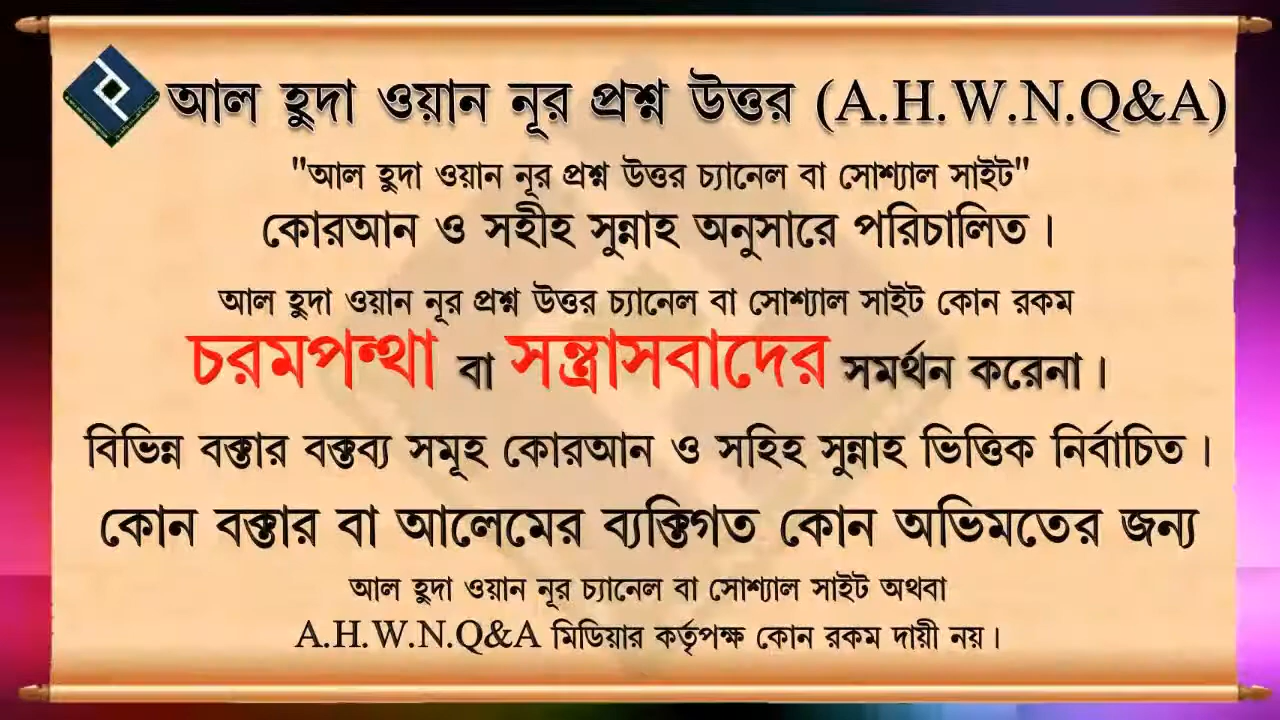 আল হুদা ওয়ান নূর প্রশ্ন উত্তর (A.H.W.N.Q&A)
"আল হুদা ওয়ান নূর প্রশ্ন উত্তর চ্যানেল বা সোশ্যাল সাইট"
কোরআন ও সহীহ সুন্নাহ অনুসারে পরিচালিত।
আল হুদা ওয়ান নূর প্রশ্ন উত্তর চ্যানেল বা সোশ্যাল সাইট কোন রকম
চরমপন্থা বা সন্ত্রাসবাদের সমর্থন করেনা।
বিভিন্ন বক্তার বক্তব্য সমূহ কোরআন ও সহিহ সুন্নাহ ভিত্তিক নির্বাচিত।
কোন বক্তার বা আলেমের ব্যক্তিগত কোন অভিমতের জন্য
আল হুদা ওয়ান নূর চ্যানেল বা সোশ্যাল সাইট অথবা
A.H.W.N.Q&A মিডিয়ার কর্তৃপক্ষ কোন রকম দায়ী নয়।